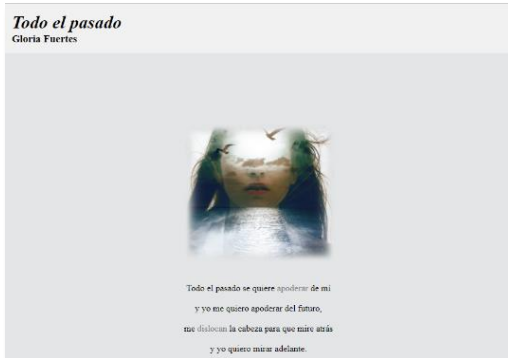 Todo el pasado
Gloria Fuertes
Todo el pasado se quiere apoderar de mí
y yo me quiero apoderar del futuro,
me dislocan la cabeza para que mire atrás
y yo quiero mirar adelante.